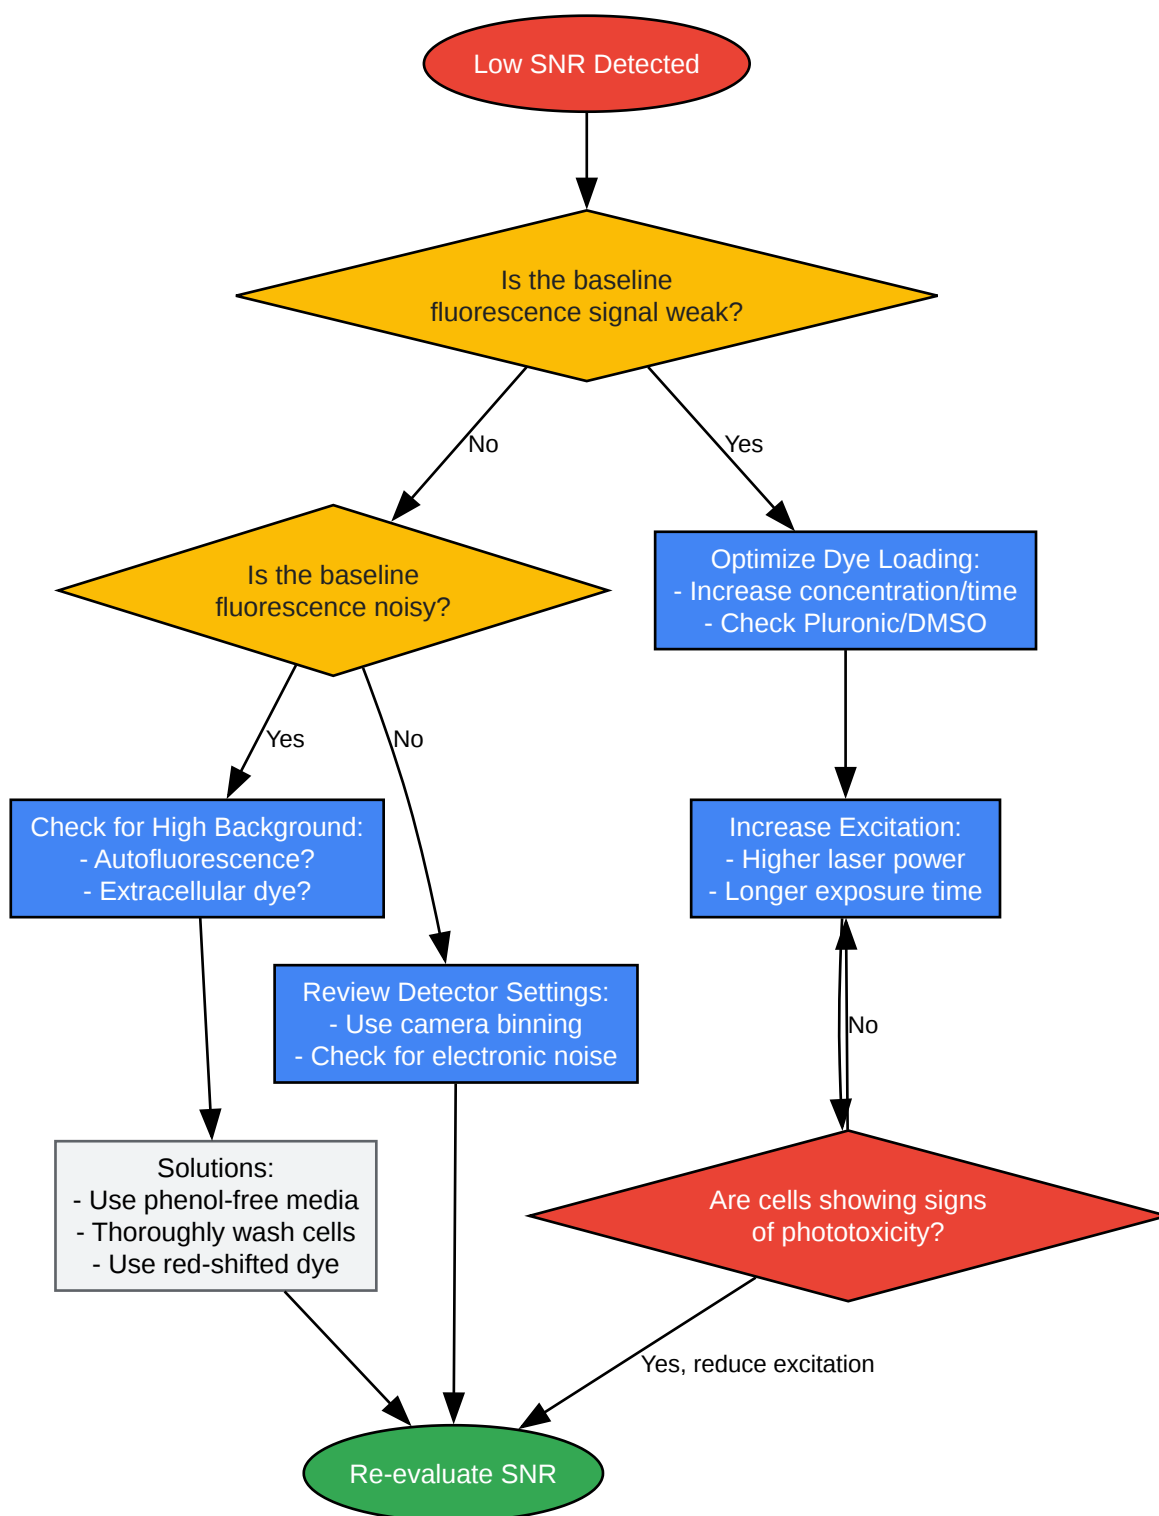 Low SNR Detected
Is the baseline
fluorescence signal weak?
No
Yes
Is the baseline
fluorescence noisy?
Optimize Dye Loading:
- Increase concentration/time
- Check Pluronic/DMSO
Yes
No
Check for High Background:
- Autofluorescence?
- Extracellular dye?
Increase Excitation:
- Higher laser power
- Longer exposure time
Review Detector Settings:
- Use camera binning
- Check for electronic noise
No
Solutions:
- Use phenol-free media
- Thoroughly wash cells
- Use red-shifted dye
Are cells showing signs
of phototoxicity?
Yes, reduce excitation
Re-evaluate SNR